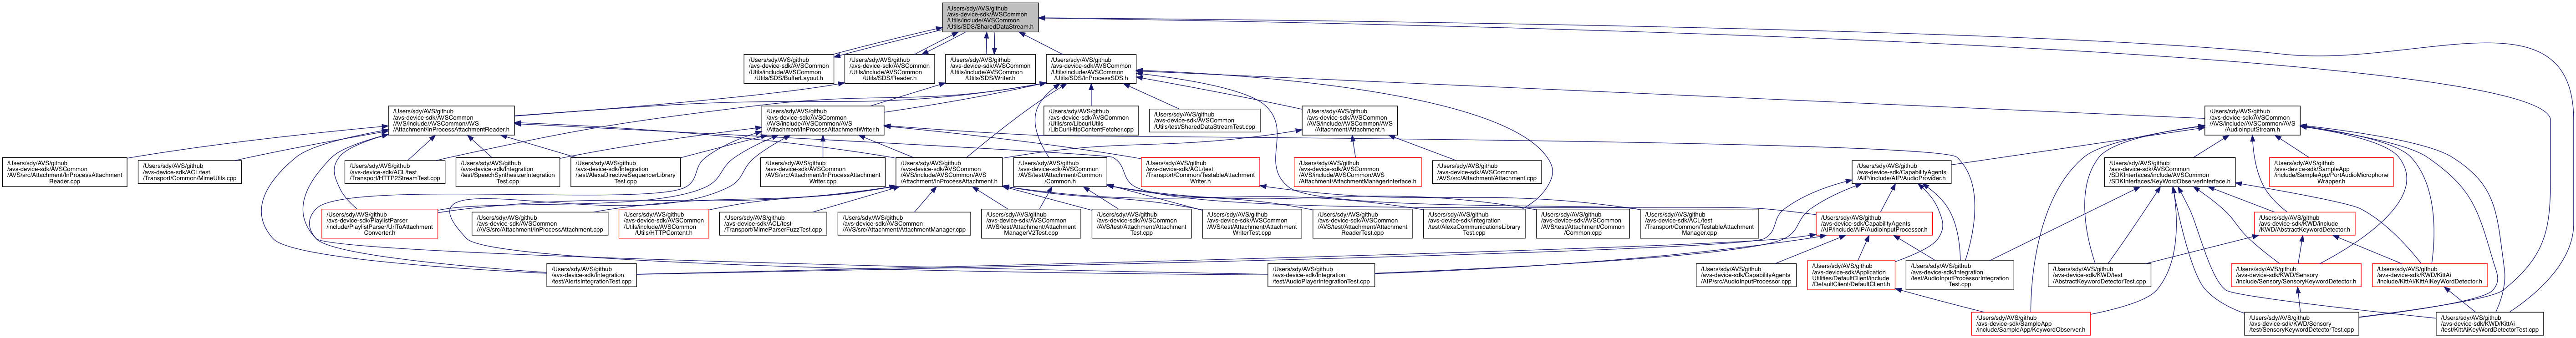 /Users/sdy/AVS/github
/avs-device-sdk/AVSCommon
/Utils/include/AVSCommon
/Utils/SDS/SharedDataStream.h
/Users/sdy/AVS/github
/avs-device-sdk/AVSCommon
/Utils/include/AVSCommon
/Utils/SDS/BufferLayout.h
/Users/sdy/AVS/github
/avs-device-sdk/AVSCommon
/Utils/include/AVSCommon
/Utils/SDS/Reader.h
/Users/sdy/AVS/github
/avs-device-sdk/AVSCommon
/Utils/include/AVSCommon
/Utils/SDS/Writer.h
/Users/sdy/AVS/github
/avs-device-sdk/AVSCommon
/Utils/include/AVSCommon
/Utils/SDS/InProcessSDS.h
/Users/sdy/AVS/github
/avs-device-sdk/AVSCommon
/AVS/include/AVSCommon/AVS
/Attachment/InProcessAttachmentReader.h
/Users/sdy/AVS/github
/avs-device-sdk/AVSCommon
/AVS/include/AVSCommon/AVS
/Attachment/InProcessAttachmentWriter.h
/Users/sdy/AVS/github
/avs-device-sdk/AVSCommon
/Utils/src/LibcurlUtils
/LibCurlHttpContentFetcher.cpp
/Users/sdy/AVS/github
/avs-device-sdk/AVSCommon
/Utils/test/SharedDataStreamTest.cpp
/Users/sdy/AVS/github
/avs-device-sdk/AVSCommon
/AVS/include/AVSCommon/AVS
/Attachment/Attachment.h
/Users/sdy/AVS/github
/avs-device-sdk/AVSCommon
/AVS/include/AVSCommon/AVS
/AudioInputStream.h
/Users/sdy/AVS/github
/avs-device-sdk/AVSCommon
/AVS/src/Attachment/InProcessAttachment
Reader.cpp
/Users/sdy/AVS/github
/avs-device-sdk/ACL/test
/Transport/Common/MimeUtils.cpp
/Users/sdy/AVS/github
/avs-device-sdk/ACL/test
/Transport/HTTP2StreamTest.cpp
/Users/sdy/AVS/github
/avs-device-sdk/Integration
/test/SpeechSynthesizerIntegration
Test.cpp
/Users/sdy/AVS/github
/avs-device-sdk/Integration
/test/AlexaDirectiveSequencerLibrary
Test.cpp
/Users/sdy/AVS/github
/avs-device-sdk/AVSCommon
/AVS/src/Attachment/InProcessAttachment
Writer.cpp
/Users/sdy/AVS/github
/avs-device-sdk/AVSCommon
/AVS/include/AVSCommon/AVS
/Attachment/InProcessAttachment.h
/Users/sdy/AVS/github
/avs-device-sdk/AVSCommon
/AVS/test/Attachment/Common
/Common.h
/Users/sdy/AVS/github
/avs-device-sdk/ACL/test
/Transport/Common/TestableAttachment
Writer.h
/Users/sdy/AVS/github
/avs-device-sdk/AVSCommon
/AVS/include/AVSCommon/AVS
/Attachment/AttachmentManagerInterface.h
/Users/sdy/AVS/github
/avs-device-sdk/AVSCommon
/AVS/src/Attachment/Attachment.cpp
/Users/sdy/AVS/github
/avs-device-sdk/CapabilityAgents
/AIP/include/AIP/AudioProvider.h
/Users/sdy/AVS/github
/avs-device-sdk/AVSCommon
/SDKInterfaces/include/AVSCommon
/SDKInterfaces/KeyWordObserverInterface.h
/Users/sdy/AVS/github
/avs-device-sdk/SampleApp
/include/SampleApp/PortAudioMicrophone
Wrapper.h
/Users/sdy/AVS/github
/avs-device-sdk/PlaylistParser
/include/PlaylistParser/UrlToAttachment
Converter.h
/Users/sdy/AVS/github
/avs-device-sdk/AVSCommon
/AVS/src/Attachment/InProcessAttachment.cpp
/Users/sdy/AVS/github
/avs-device-sdk/AVSCommon
/Utils/include/AVSCommon
/Utils/HTTPContent.h
/Users/sdy/AVS/github
/avs-device-sdk/ACL/test
/Transport/MimeParserFuzzTest.cpp
/Users/sdy/AVS/github
/avs-device-sdk/AVSCommon
/AVS/src/Attachment/AttachmentManager.cpp
/Users/sdy/AVS/github
/avs-device-sdk/AVSCommon
/AVS/test/Attachment/Attachment
ManagerV2Test.cpp
/Users/sdy/AVS/github
/avs-device-sdk/AVSCommon
/AVS/test/Attachment/Attachment
Test.cpp
/Users/sdy/AVS/github
/avs-device-sdk/AVSCommon
/AVS/test/Attachment/Attachment
WriterTest.cpp
/Users/sdy/AVS/github
/avs-device-sdk/AVSCommon
/AVS/test/Attachment/Attachment
ReaderTest.cpp
/Users/sdy/AVS/github
/avs-device-sdk/Integration
/test/AlexaCommunicationsLibrary
Test.cpp
/Users/sdy/AVS/github
/avs-device-sdk/AVSCommon
/AVS/test/Attachment/Common
/Common.cpp
/Users/sdy/AVS/github
/avs-device-sdk/ACL/test
/Transport/Common/TestableAttachment
Manager.cpp
/Users/sdy/AVS/github
/avs-device-sdk/CapabilityAgents
/AIP/include/AIP/AudioInputProcessor.h
/Users/sdy/AVS/github
/avs-device-sdk/KWD/include
/KWD/AbstractKeywordDetector.h
/Users/sdy/AVS/github
/avs-device-sdk/Integration
/test/AlertsIntegrationTest.cpp
/Users/sdy/AVS/github
/avs-device-sdk/Integration
/test/AudioPlayerIntegrationTest.cpp
/Users/sdy/AVS/github
/avs-device-sdk/CapabilityAgents
/AIP/src/AudioInputProcessor.cpp
/Users/sdy/AVS/github
/avs-device-sdk/Application
Utilities/DefaultClient/include
/DefaultClient/DefaultClient.h
/Users/sdy/AVS/github
/avs-device-sdk/Integration
/test/AudioInputProcessorIntegration
Test.cpp
/Users/sdy/AVS/github
/avs-device-sdk/KWD/test
/AbstractKeywordDetectorTest.cpp
/Users/sdy/AVS/github
/avs-device-sdk/KWD/Sensory
/include/Sensory/SensoryKeywordDetector.h
/Users/sdy/AVS/github
/avs-device-sdk/KWD/KittAi
/include/KittAi/KittAiKeyWordDetector.h
/Users/sdy/AVS/github
/avs-device-sdk/SampleApp
/include/SampleApp/KeywordObserver.h
/Users/sdy/AVS/github
/avs-device-sdk/KWD/Sensory
/test/SensoryKeywordDetectorTest.cpp
/Users/sdy/AVS/github
/avs-device-sdk/KWD/KittAi
/test/KittAiKeyWordDetectorTest.cpp